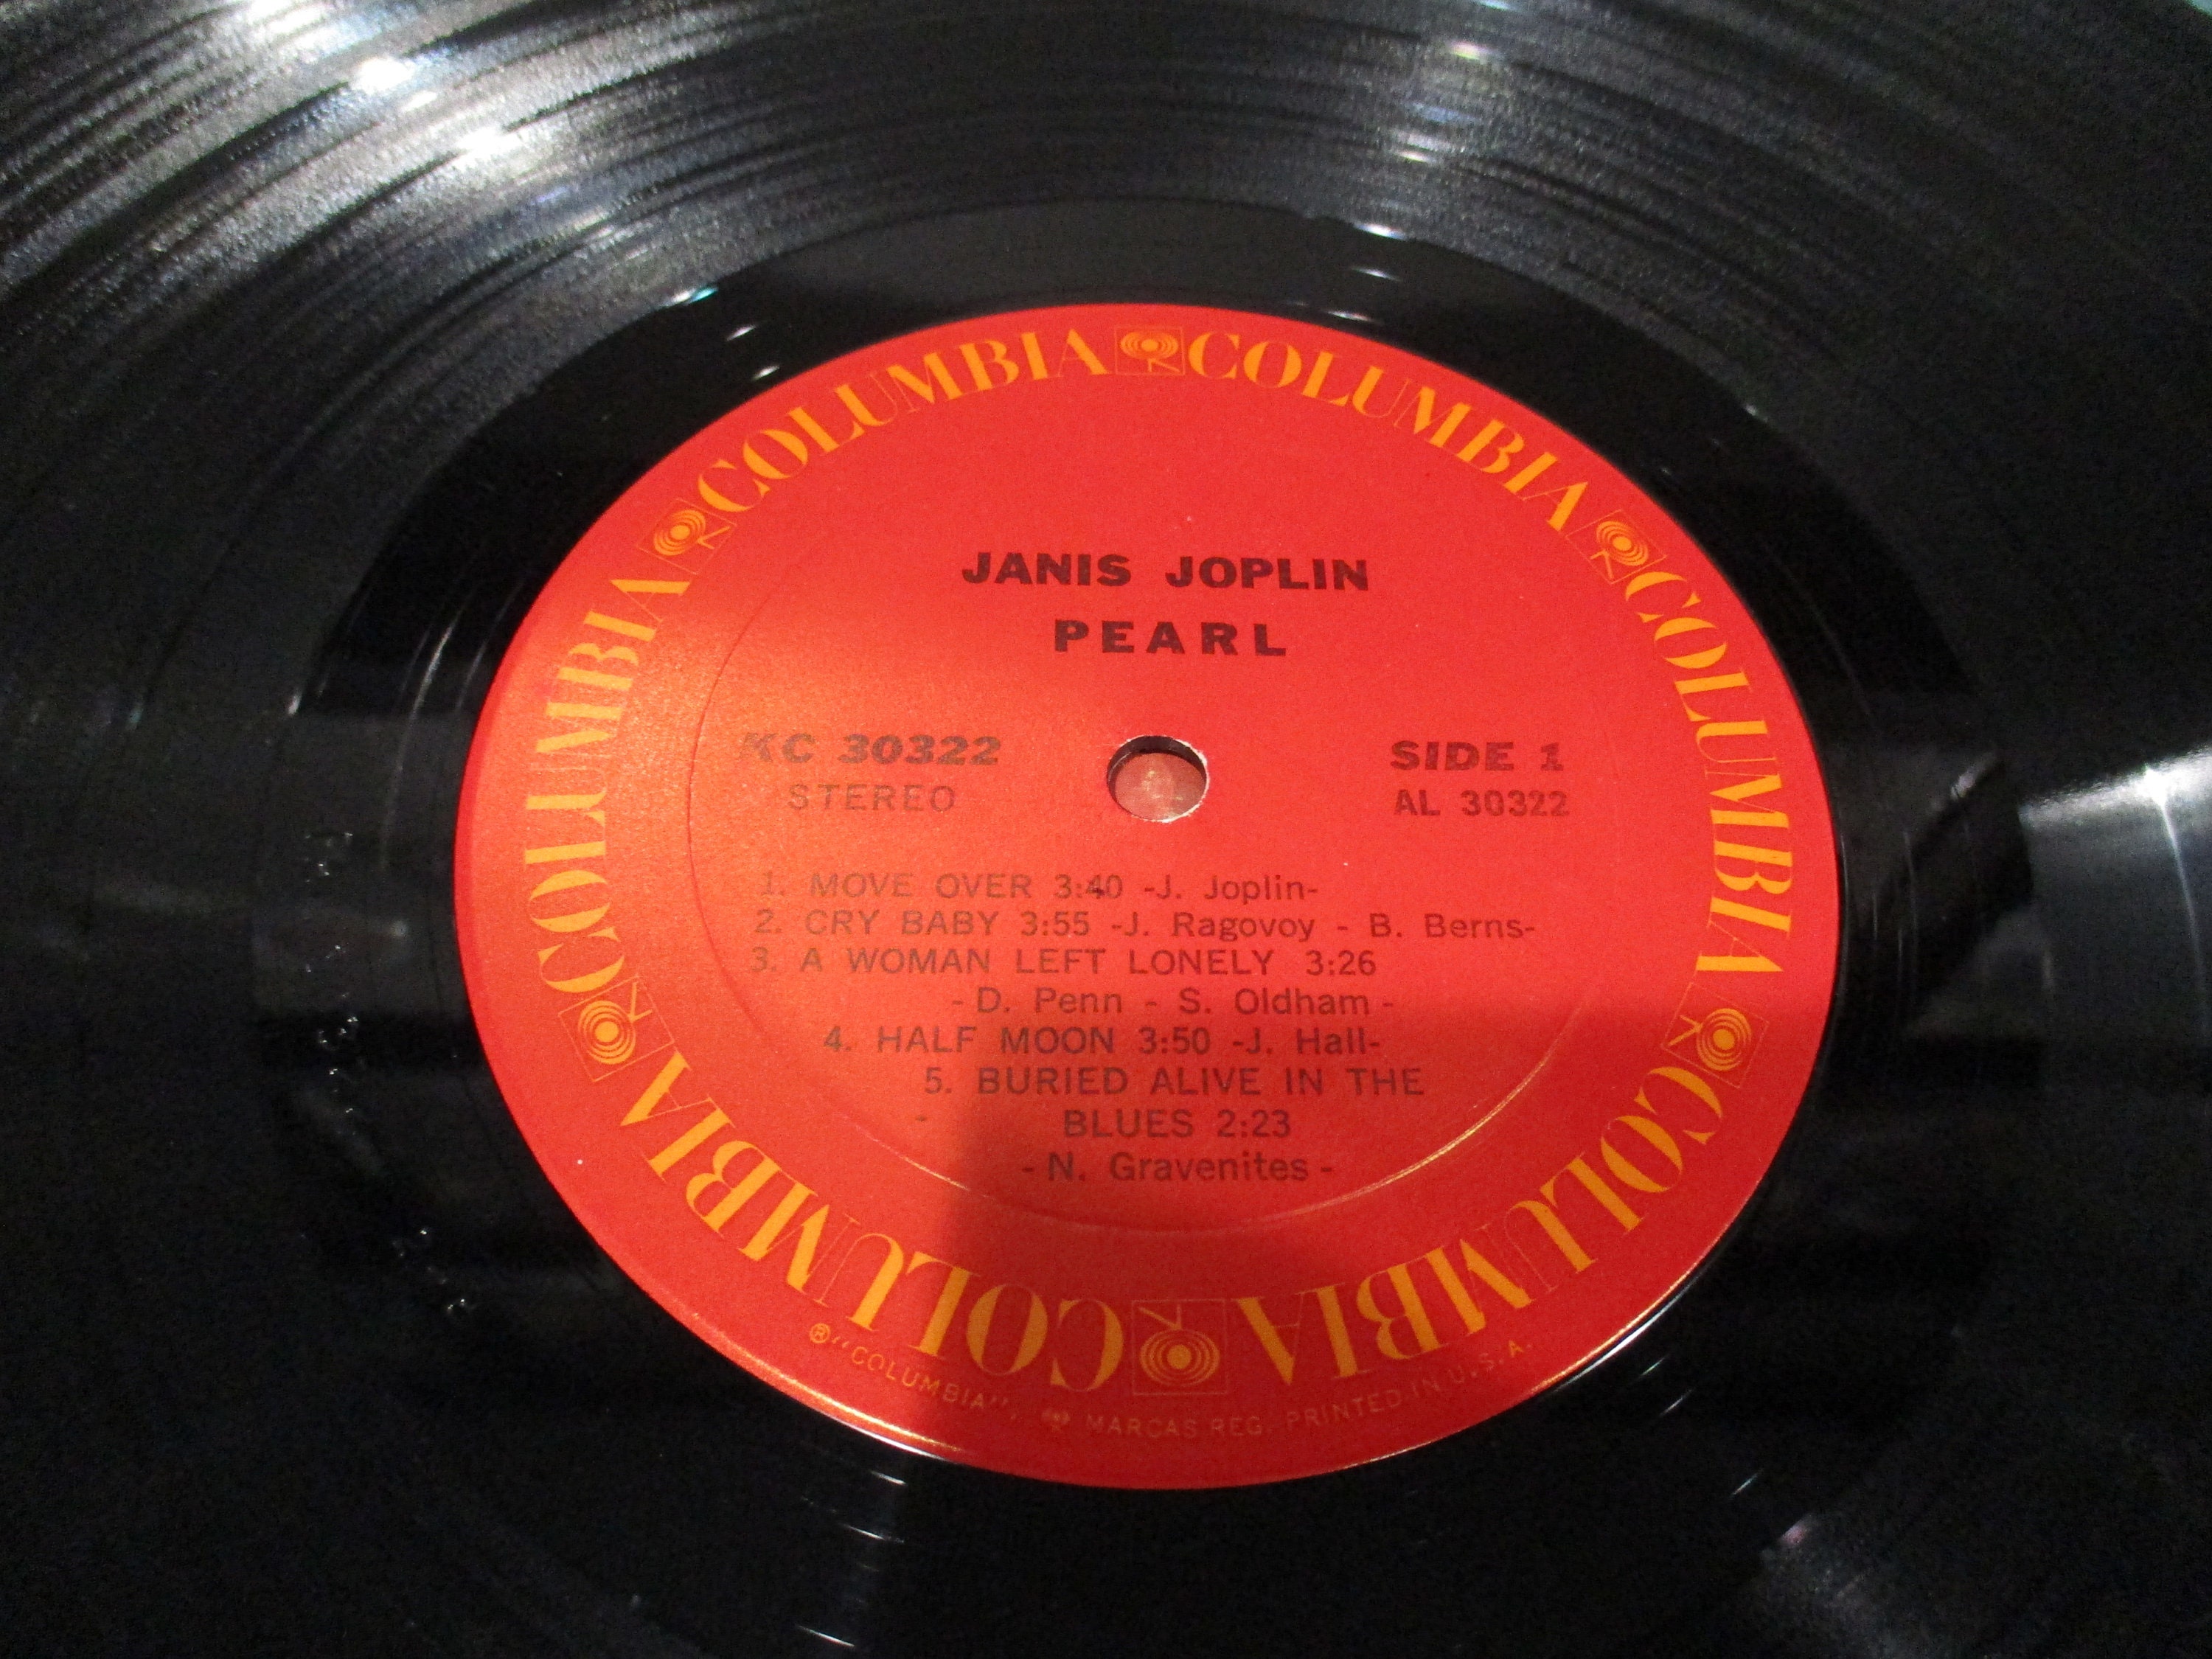 COLUMBIA COLUMBIA COLUMBIA COLUMBIA COLUMBIA COLUMBIA
JANIS JOPLIN
PEARL
KC 30322
STEREO
SIDE 1
AL 30322
1. MOVE OVER 3:40 -J. Joplin-
2. CRY BABY 3:55 -J. Ragovoy - B. Berns-
3. A WOMAN LEFT LONELY 3:26
- D. Penn - S. Oldham -
4. HALF MOON 3:50 -J. Hall-
5. BURIED ALIVE IN THE
BLUES 2:23
- N. Gravenites -
® "COLUMBIA", MARCAS REG. PRINTED IN U.S.A.